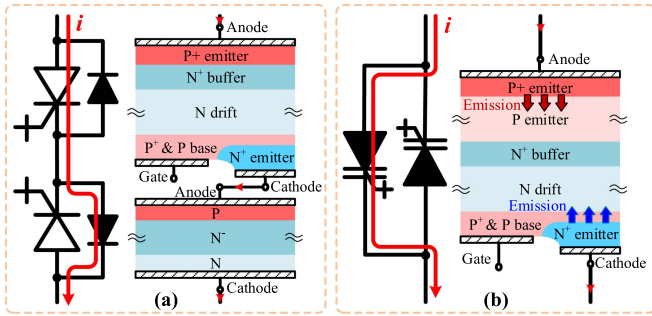 i
Anode
P+ emitter
N+ buffer
N drift
P+ & P base
N+ emitter
Gate
Cathode
Anode
P
N-
N
Cathode
(a)
i
Anode
P+ emitter
Emission
P emitter
N+ buffer
N drift
Emission
P+ & P base
N+ emitter
Gate
Cathode
(b)